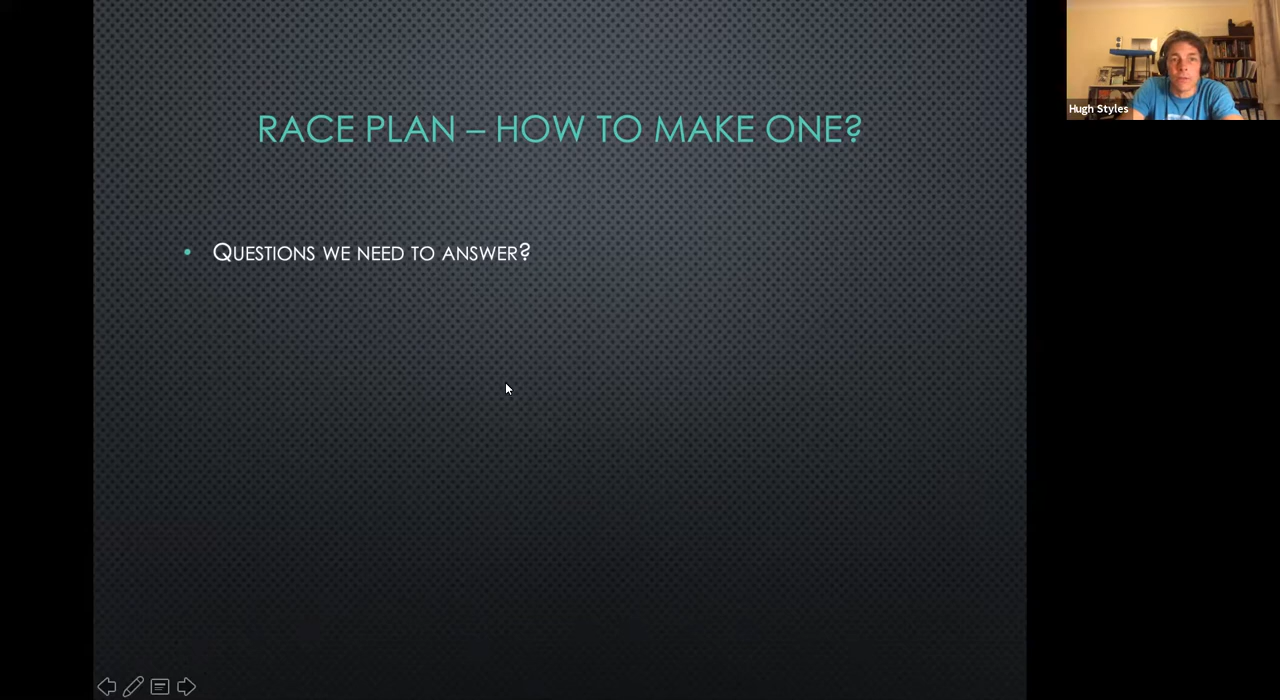 RACE PLAN – HOW TO MAKE ONE?
• Questions we need to answer?
Hugh Styles